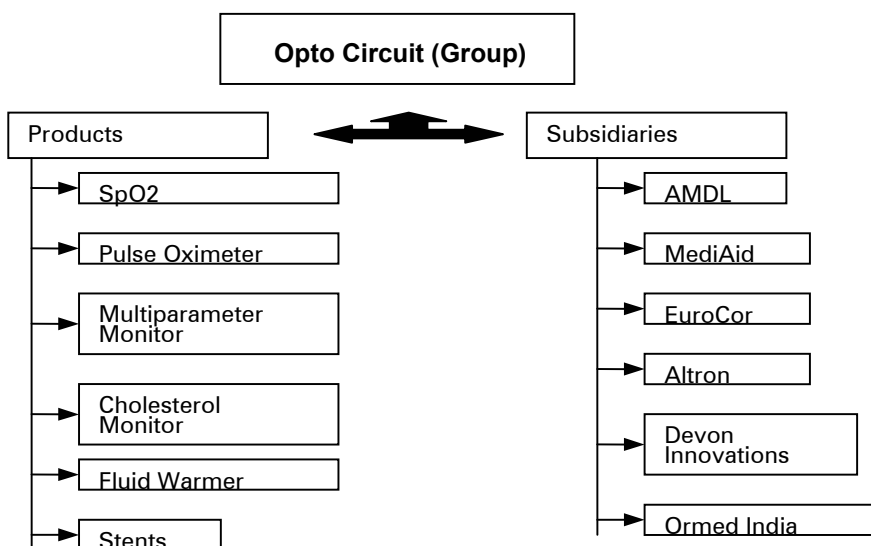 Opto Circuit (Group)
Products
SpO2
Pulse Oximeter
Multiparameter
Monitor
Cholesterol
Monitor
Fluid Warmer
Stents
Subsidiaries
AMDL
MediAid
EuroCor
Altron
Devon
Innovations
Ormed India